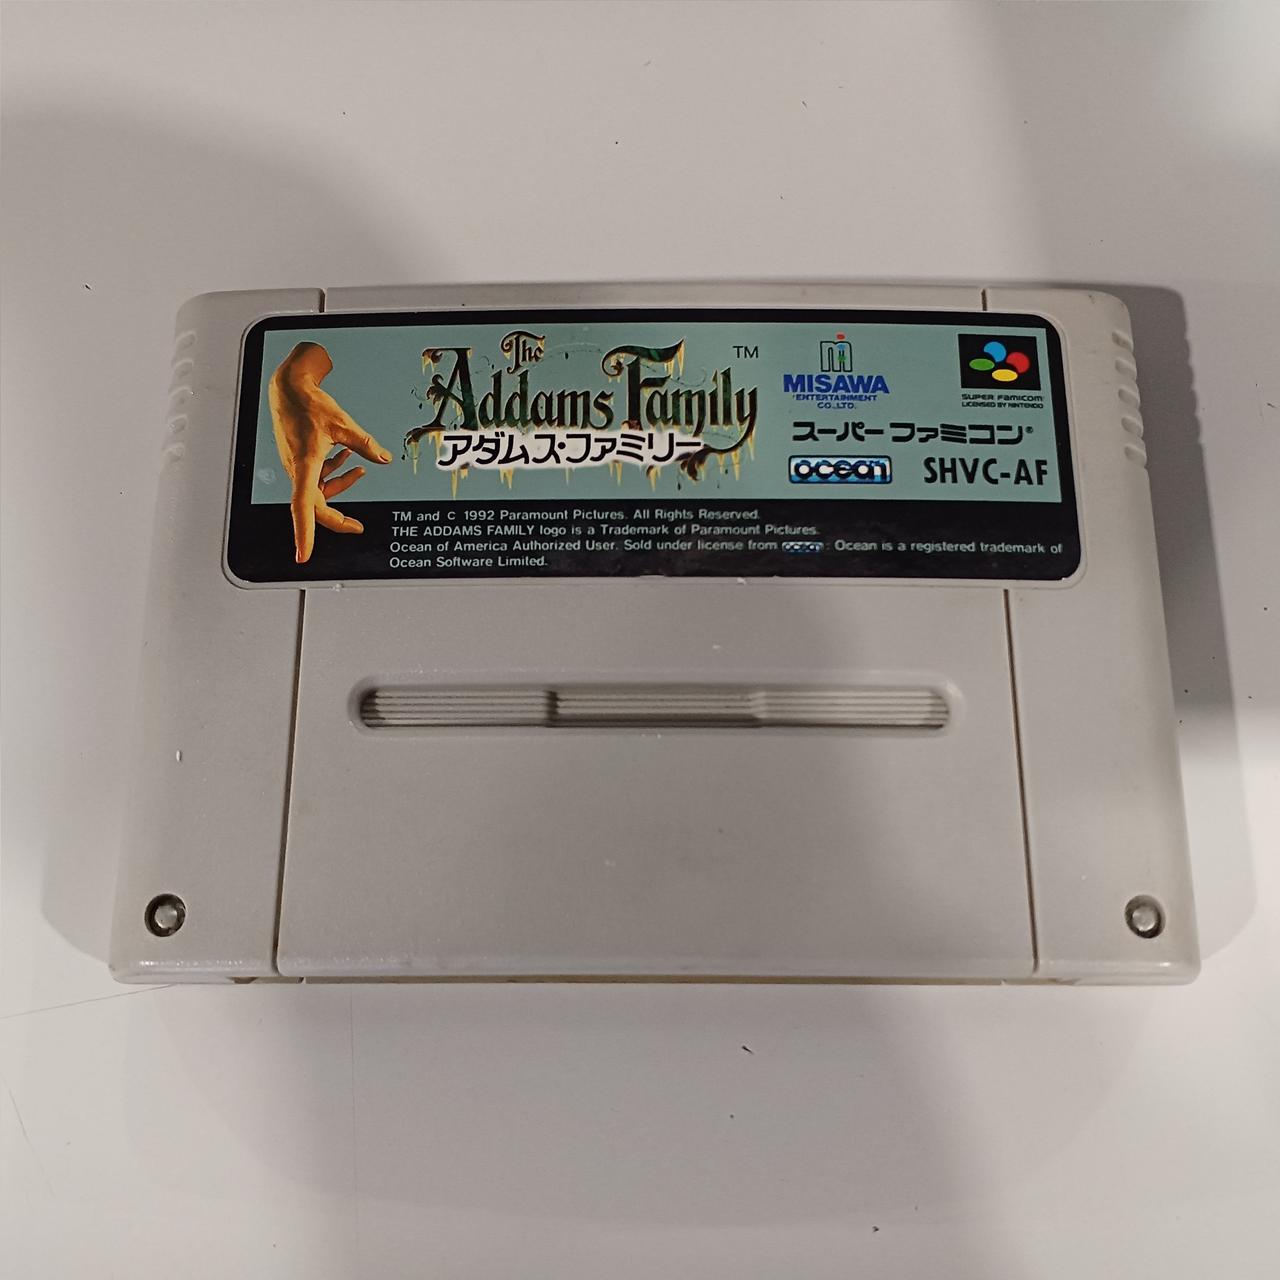 The
Addams Family TM
アダムス・ファミリー
MISAWA
ENTERTAINMENT
CO.,LTD.
SUPER FAMICOM
LICENSED BY NINTENDO
スーパーファミコン®
ocean SHVC-AF
TM and C 1992 Paramount Pictures. All Rights Reserved.
THE ADDAMS FAMILY logo is a Trademark of Paramount Pictures.
Ocean of America Authorized User. Sold under license from ocean : Ocean is a registered trademark of
Ocean Software Limited.